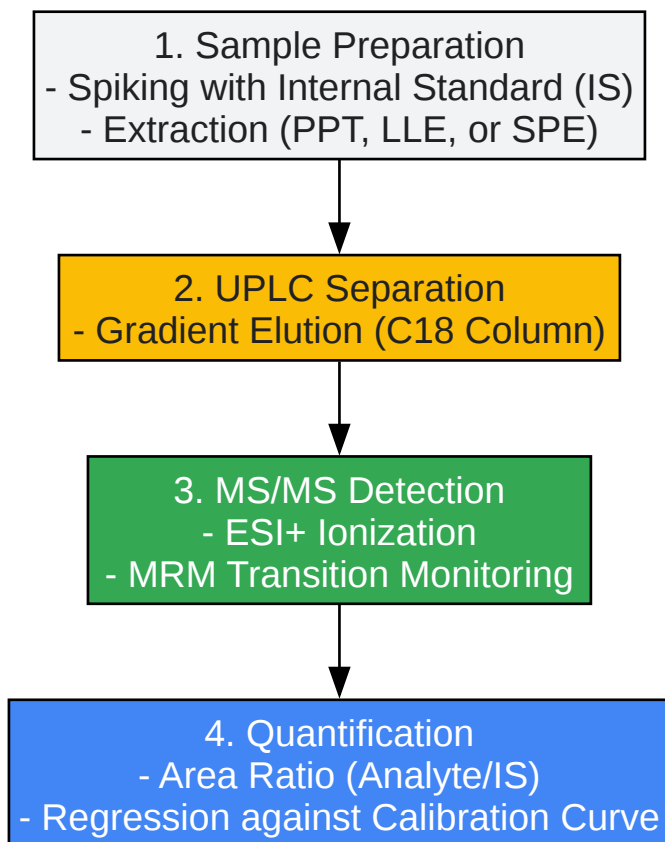 1. Sample Preparation
- Spiking with Internal Standard (IS)
- Extraction (PPT, LLE, or SPE)
2. UPLC Separation
- Gradient Elution (C18 Column)
3. MS/MS Detection
- ESI+ Ionization
- MRM Transition Monitoring
4. Quantification
- Area Ratio (Analyte/IS)
- Regression against Calibration Curve